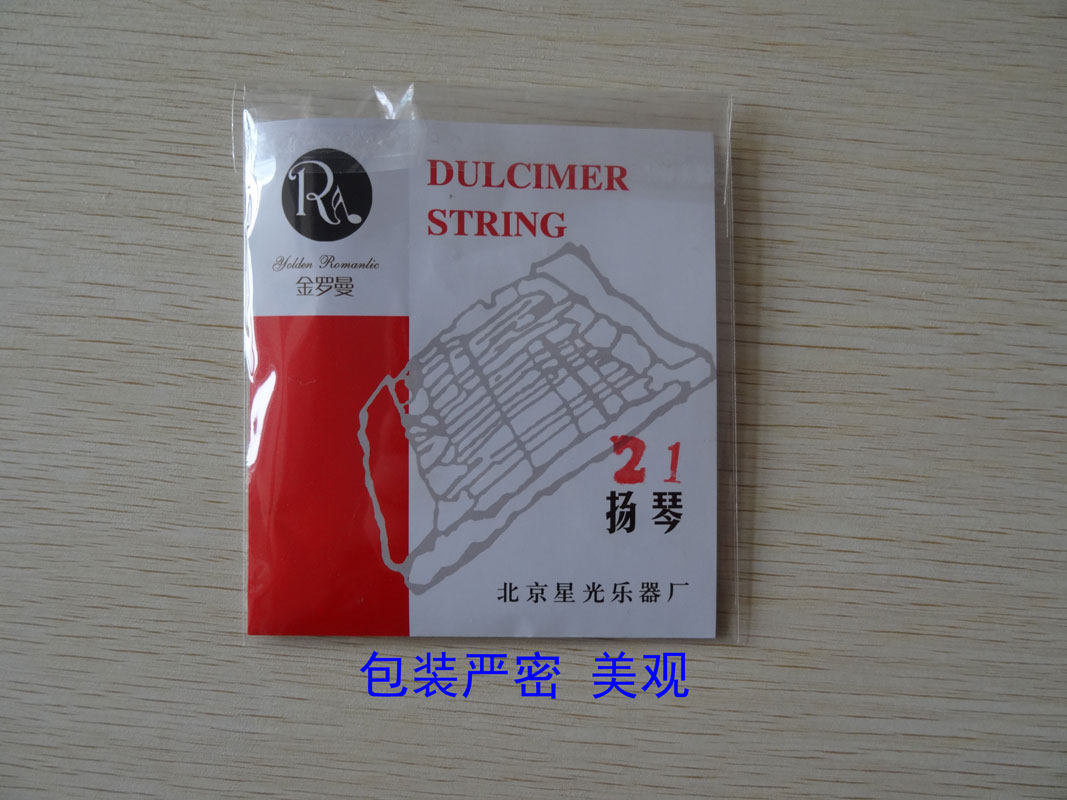 RA
Yolden Romantic
金罗曼
DULCIMER
STRING
21
扬琴
北京星光乐器厂
包装严密 美观